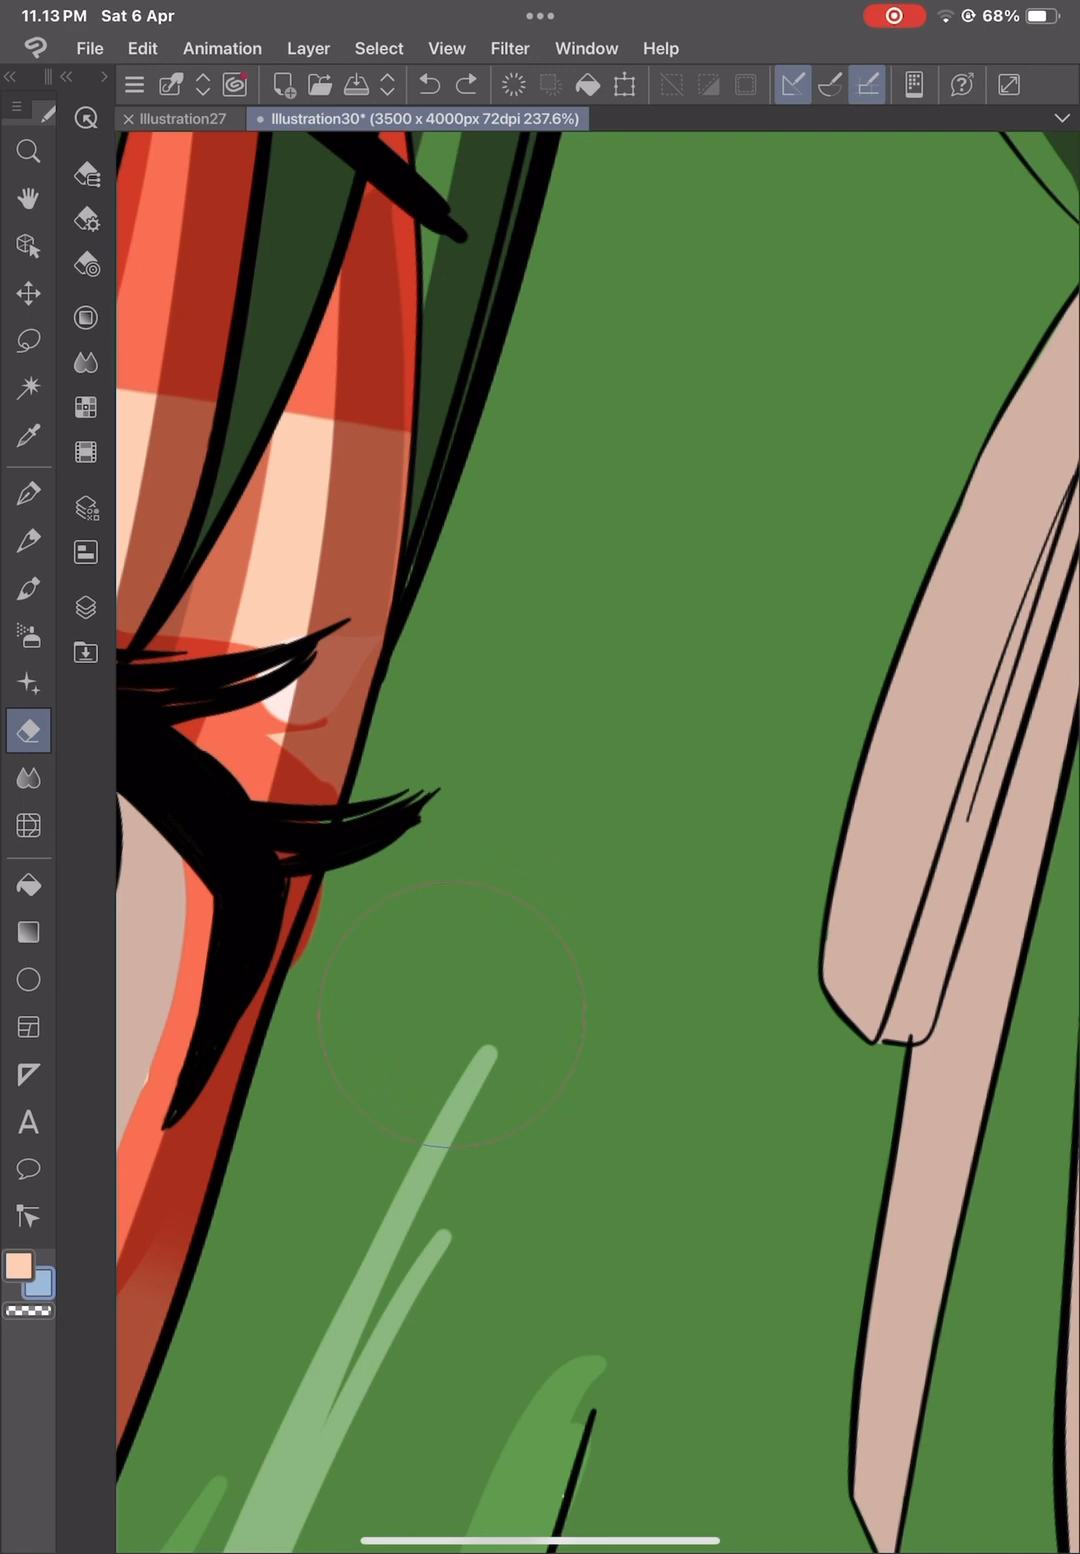 11.13 PM Sat 6 Apr
68%
File Edit Animation Layer Select View Filter Window Help
Illustration27
Illustration30* (3500 x 4000px 72dpi 237.6%)
A